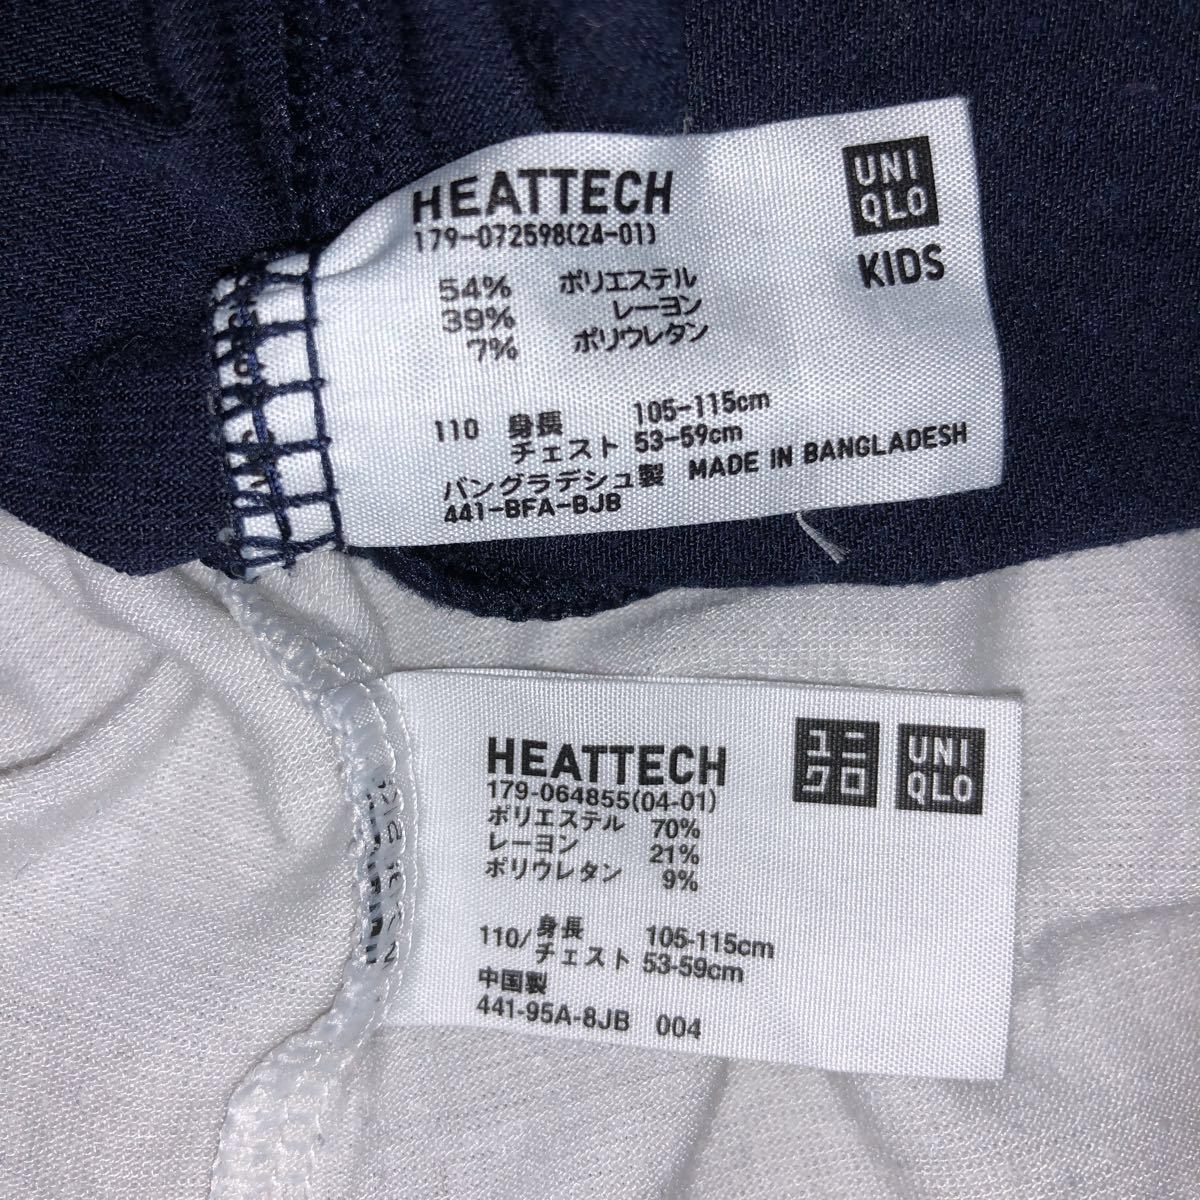 HEATTECH
179-072598(24-01)
UNI
QLO
KIDS
54% ポリエステル
39% レーヨン
7% ポリウレタン
110 身長 105-115cm
チェスト 53-59cm
バングラデシュ製 MADE IN BANGLADESH
441-BFA-BJB
HEATTECH
179-064855(04-01)
ユニ
クロ
UNI
QLO
ポリエステル 70%
レーヨン 21%
ポリウレタン 9%
110/身長 105-115cm
チェスト 53-59cm
中国製
441-95A-8JB 004